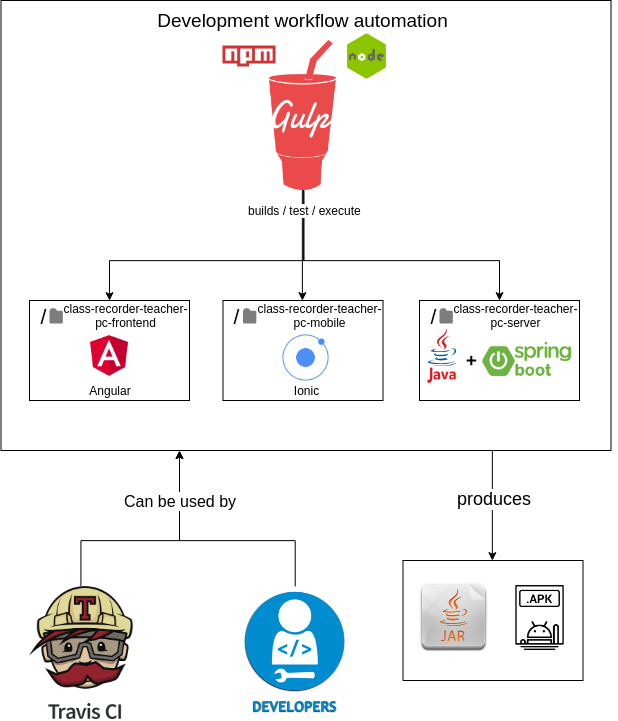 Development workflow automation
npm
node
Gulp
builds / test / execute
/ class-recorder-teacher-
pc-frontend
Angular
/ class-recorder-teacher-
pc-mobile
Ionic
/ class-recorder-teacher-
pc-server
Java + spring
boot
Can be used by
produces
T
Travis CI
</>
DEVELOPERS
JAR
.APK